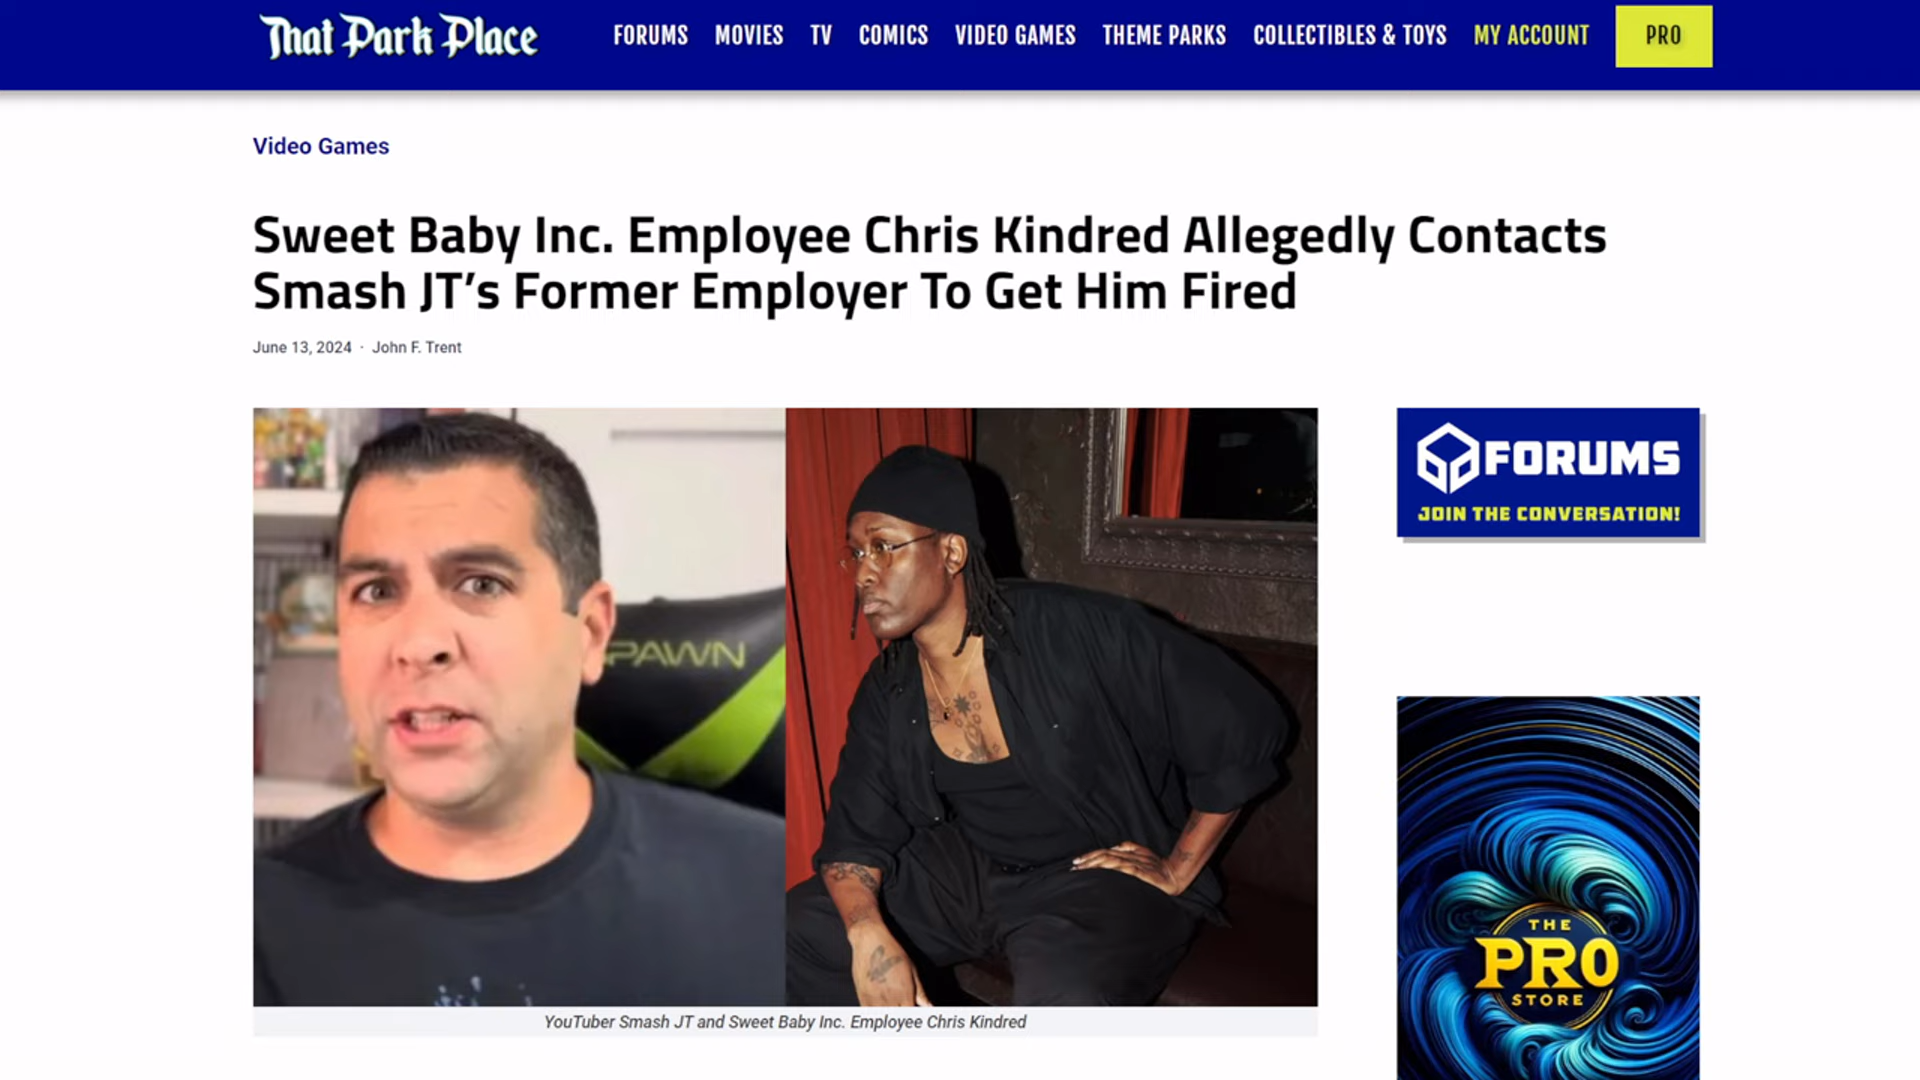 That Park Place
FORUMS MOVIES TV COMICS VIDEO GAMES THEME PARKS COLLECTIBLES & TOYS MY ACCOUNT PRO
Video Games
Sweet Baby Inc. Employee Chris Kindred Allegedly Contacts
Smash JT’s Former Employer To Get Him Fired
June 13, 2024 · John F. Trent
PAWN
FORUMS
JOIN THE CONVERSATION!
THE
PRO
STORE
YouTuber Smash JT and Sweet Baby Inc. Employee Chris Kindred